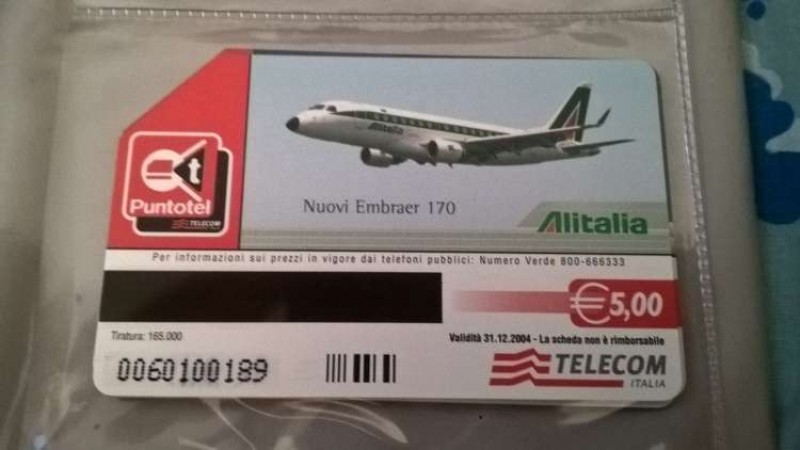 Alitalia
t
Puntotel
TELECOM
Nuovi Embraer 170
Alitalia
Per informazioni sui prezzi in vigore dai telefoni pubblici: Numero Verde 800-666333
€5,00
Tiratura: 165.000
Validità 31.12.2004 - La scheda non è rimborsabile
0060100189
TELECOM
ITALIA